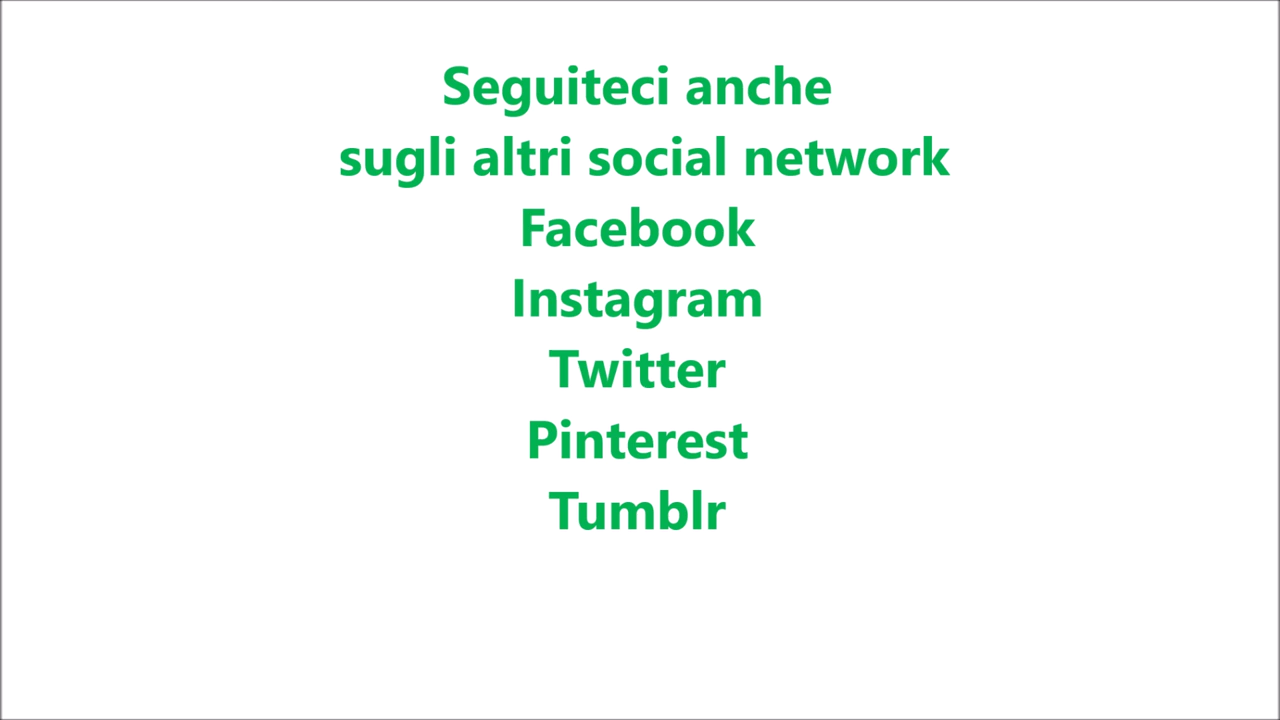 Seguiteci anche
sugli altri social network
Facebook
Instagram
Twitter
Pinterest
Tumblr